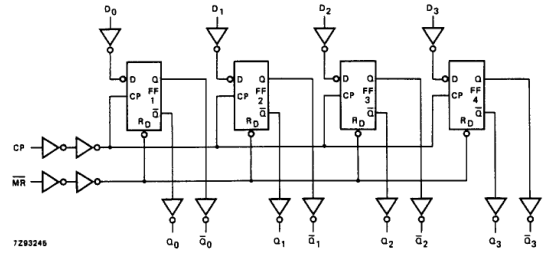 D0 D1 D2 D3
D Q D Q D Q D Q
FF FF FF FF
CP 1 CP 2 CP 3 CP 4
Q̅ Q̅ Q̅ Q̅
RD RD RD RD
CP
M̅R̅
Q0 Q̅0 Q1 Q̅1 Q2 Q̅2 Q3 Q̅3
7Z93245